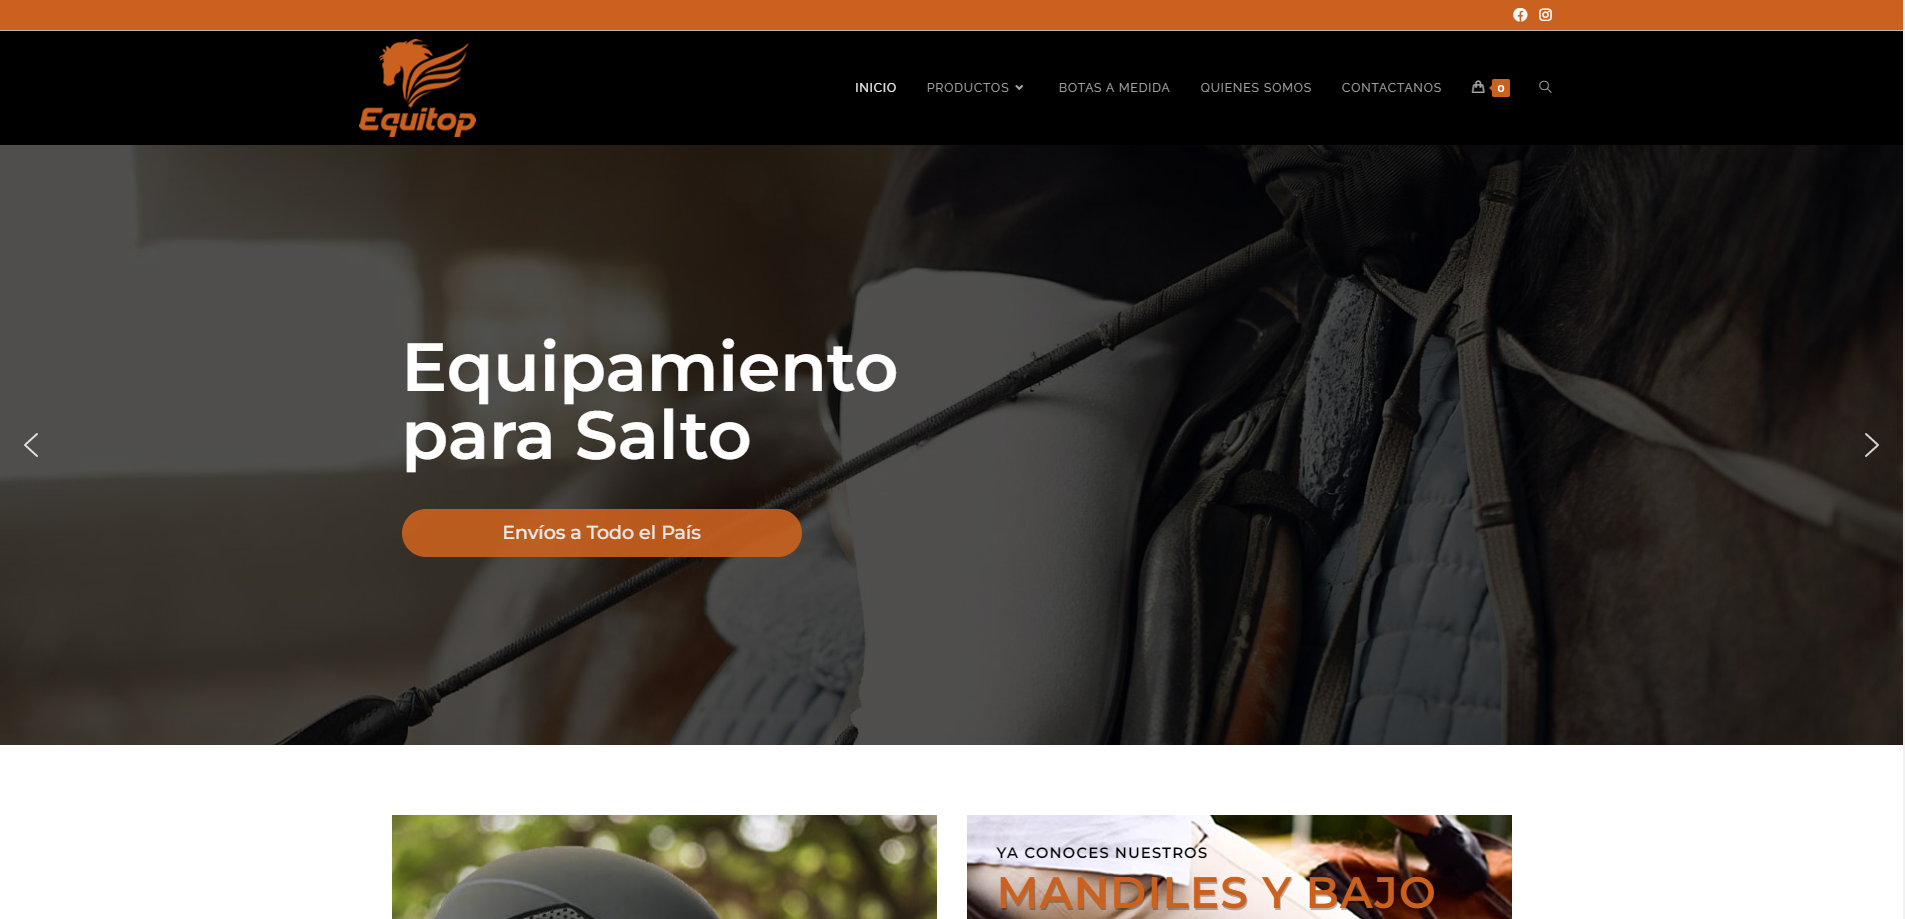 Equitop
INICIO
PRODUCTOS
BOTAS A MEDIDA
QUIENES SOMOS
CONTACTANOS
0
Equipamiento
para Salto
Envíos a Todo el País
YA CONOCES NUESTROS
MANDILES Y BAJO